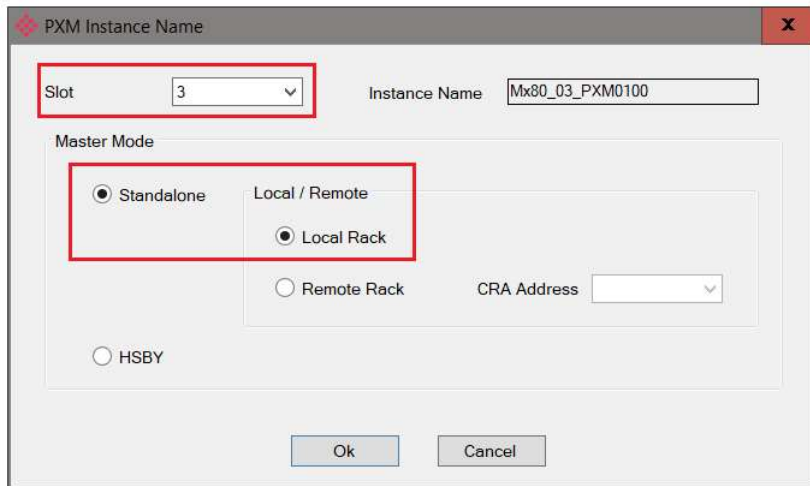 PXM Instance Name
x
Slot 3 Instance Name Mx80_03_PXM0100
Master Mode
Standalone Local / Remote
Local Rack
Remote Rack CRA Address
HSBY
Ok Cancel